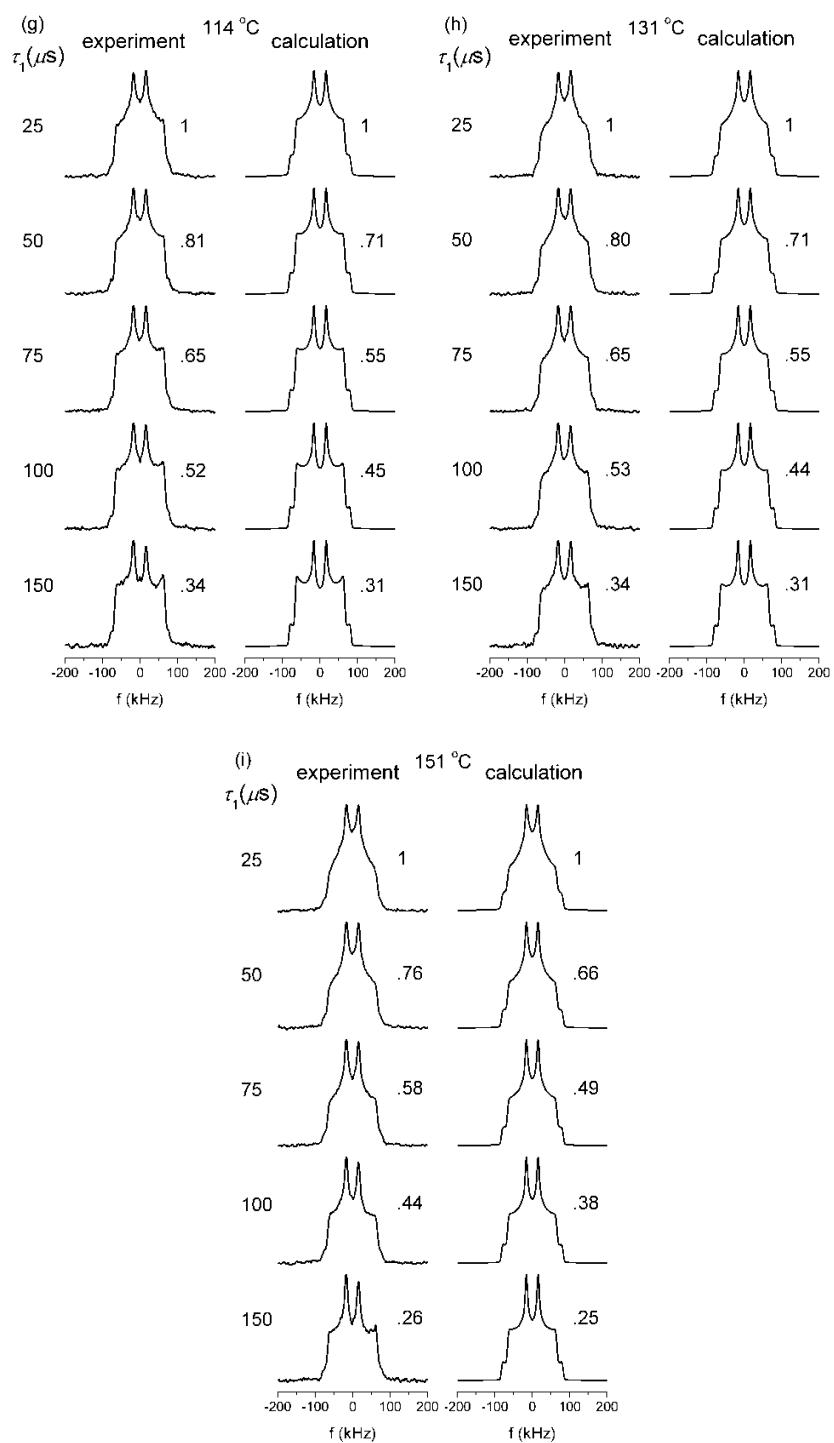 (g) 114 °C
experiment calculation
τ1(μs)
25 1 1
50 .81 .71
75 .65 .55
100 .52 .45
150 .34 .31
-200 -100 0 100 200 -200 -100 0 100 200
f (kHz) f (kHz)
(h) 131 °C
experiment calculation
τ1(μs)
25 1 1
50 .80 .71
75 .65 .55
100 .53 .44
150 .34 .31
-200 -100 0 100 200 -200 -100 0 100 200
f (kHz) f (kHz)
(i) 151 °C
experiment calculation
τ1(μs)
25 1 1
50 .76 .66
75 .58 .49
100 .44 .38
150 .26 .25
-200 -100 0 100 200 -200 -100 0 100 200
f (kHz) f (kHz)